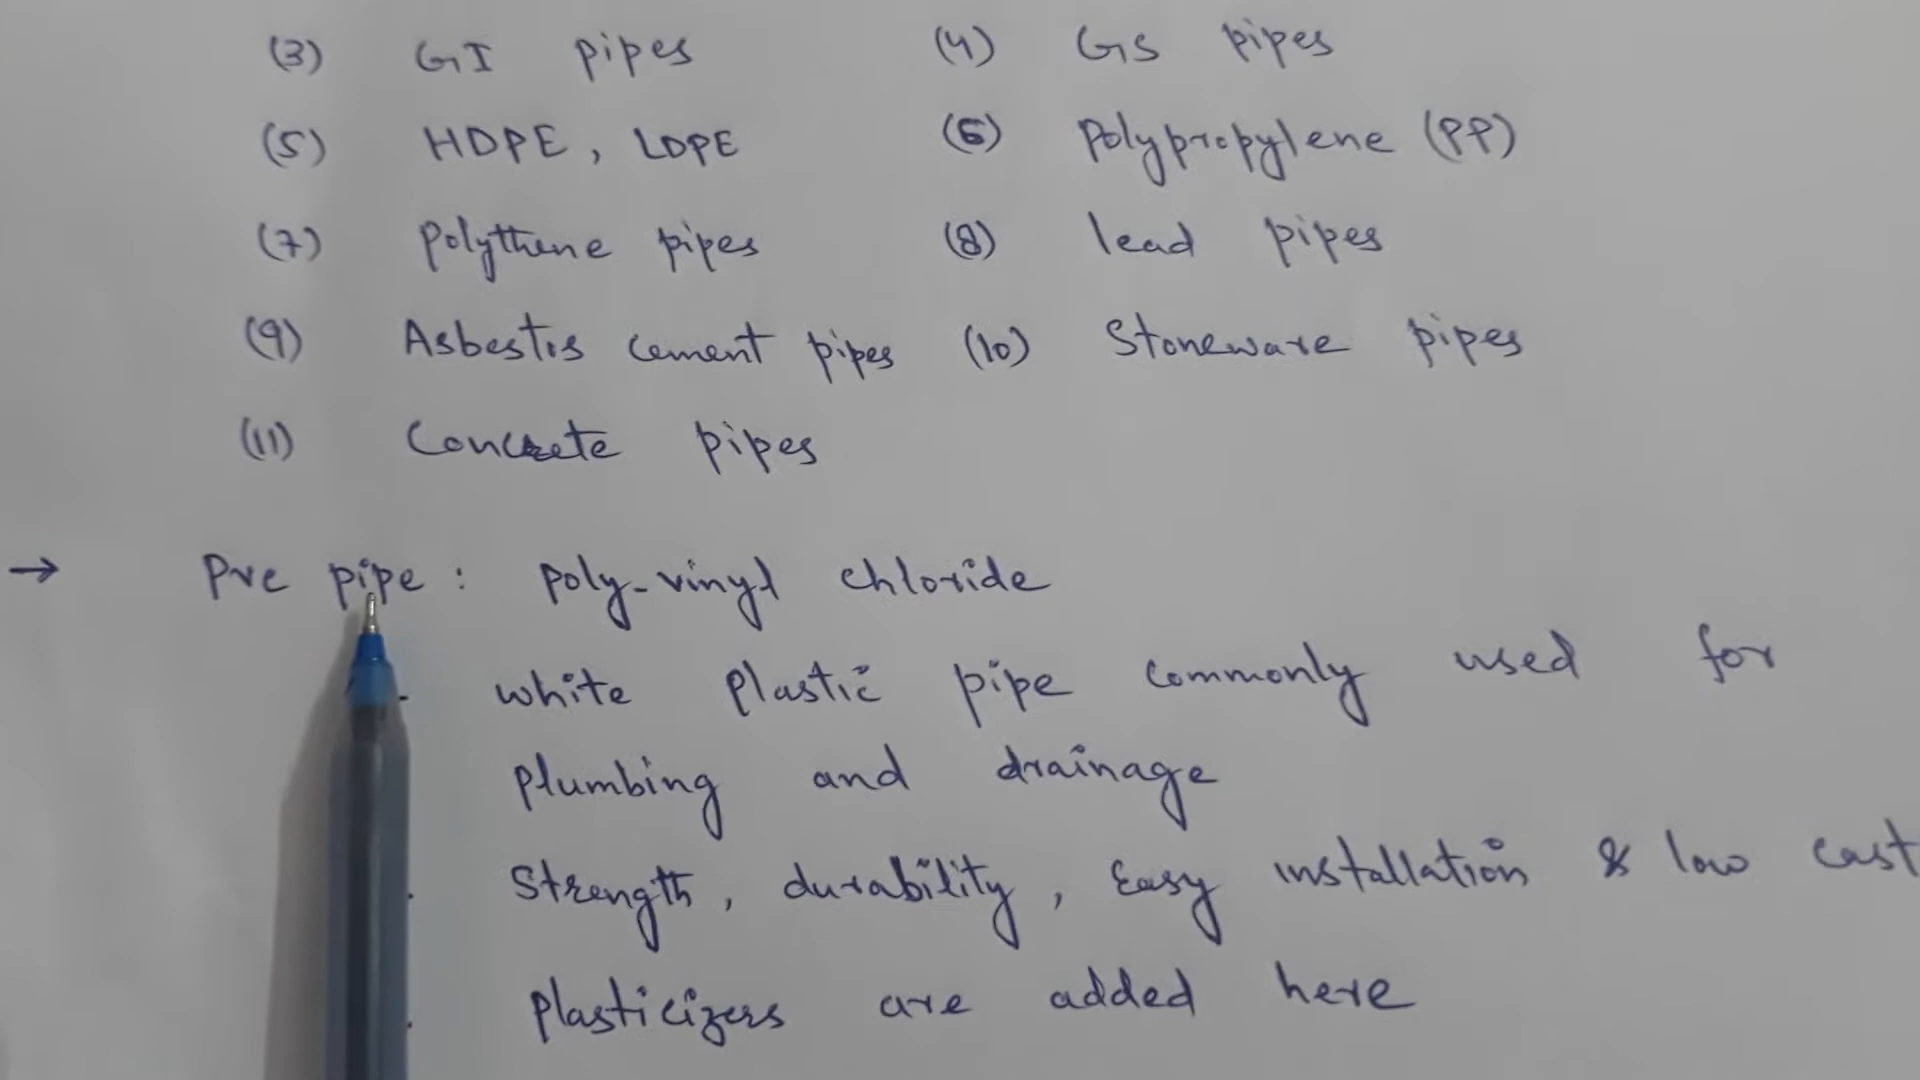 (3) GI pipes (4) GS pipes
(5) HDPE, LDPE (6) Polypropylene (PP)
(7) Polythene pipes (8) lead pipes
(9) Asbestos cement pipes (10) Stoneware pipes
(11) Concrete pipes
→ PVC pipe : poly-vinyl chloride
. white plastic pipe commonly used for
plumbing and drainage
. Strength, durability, Easy installation & low cast
. plasticizers are added here